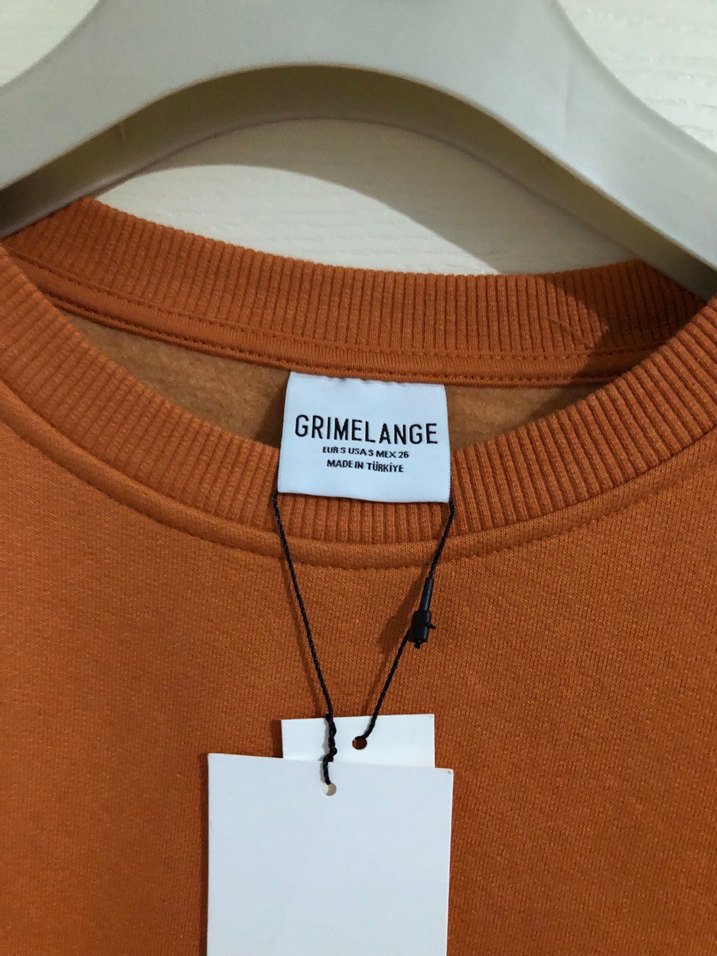 GRIMELANGE
EUR S USA S MEX 26
MADE IN TÜRKİYE